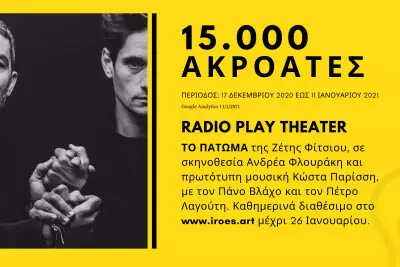 15.000
ΑΚΡΟΑΤΕΣ
ΠΕΡΙΟΔΟΣ: 17 ΔΕΚΕΜΒΡΙΟΥ 2020 ΕΩΣ 11 ΙΑΝΟΥΑΡΙΟΥ 2021
Google Analytics 11/1/2021
RADIO PLAY THEATER
ΤΟ ΠΑΤΩΜΑ της Ζέτης Φίτσιου, σε
σκηνοθεσία Ανδρέα Φλουράκη και
πρωτότυπη μουσική Κώστα Παρίσση,
με τον Πάνο Βλάχο και τον Πέτρο
Λαγούτη. Καθημερινά διαθέσιμο στο
www.iroes.art μέχρι 26 Ιανουαρίου.